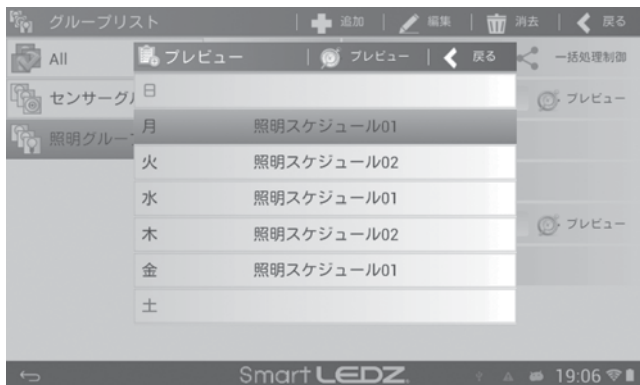 グループリスト 追加 編集 消去 戻る
All 一括処理制御
プレビュー プレビュー 戻る
センサーグル プレビュー
照明グルー
日
月 照明スケジュール01
火 照明スケジュール02
水 照明スケジュール01
木 照明スケジュール02 プレビュー
金 照明スケジュール01
土
Smart LEDZ. 19:06